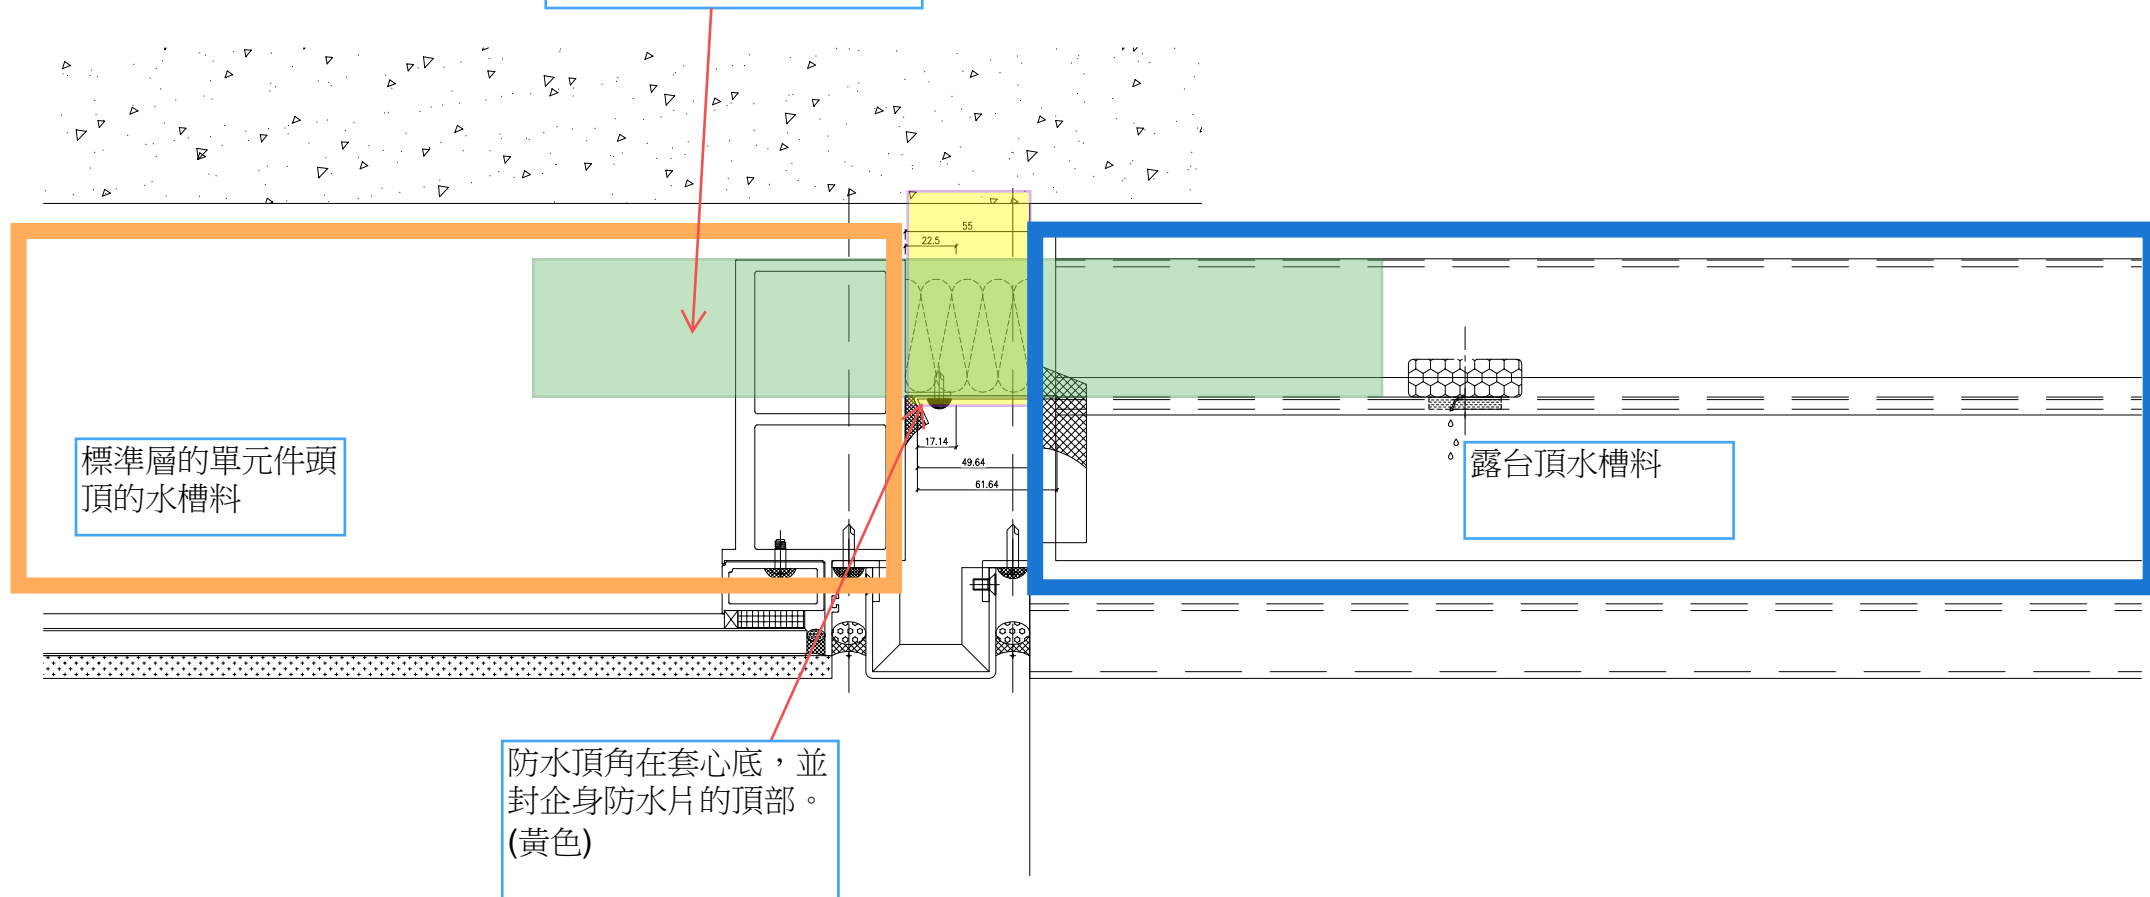 55
22.5
17.14
49.64
61.64
標準層的單元件頭
頂的水槽料
露台頂水槽料
防水頂角在套心底，並
封企身防水片的頂部。
(黃色)